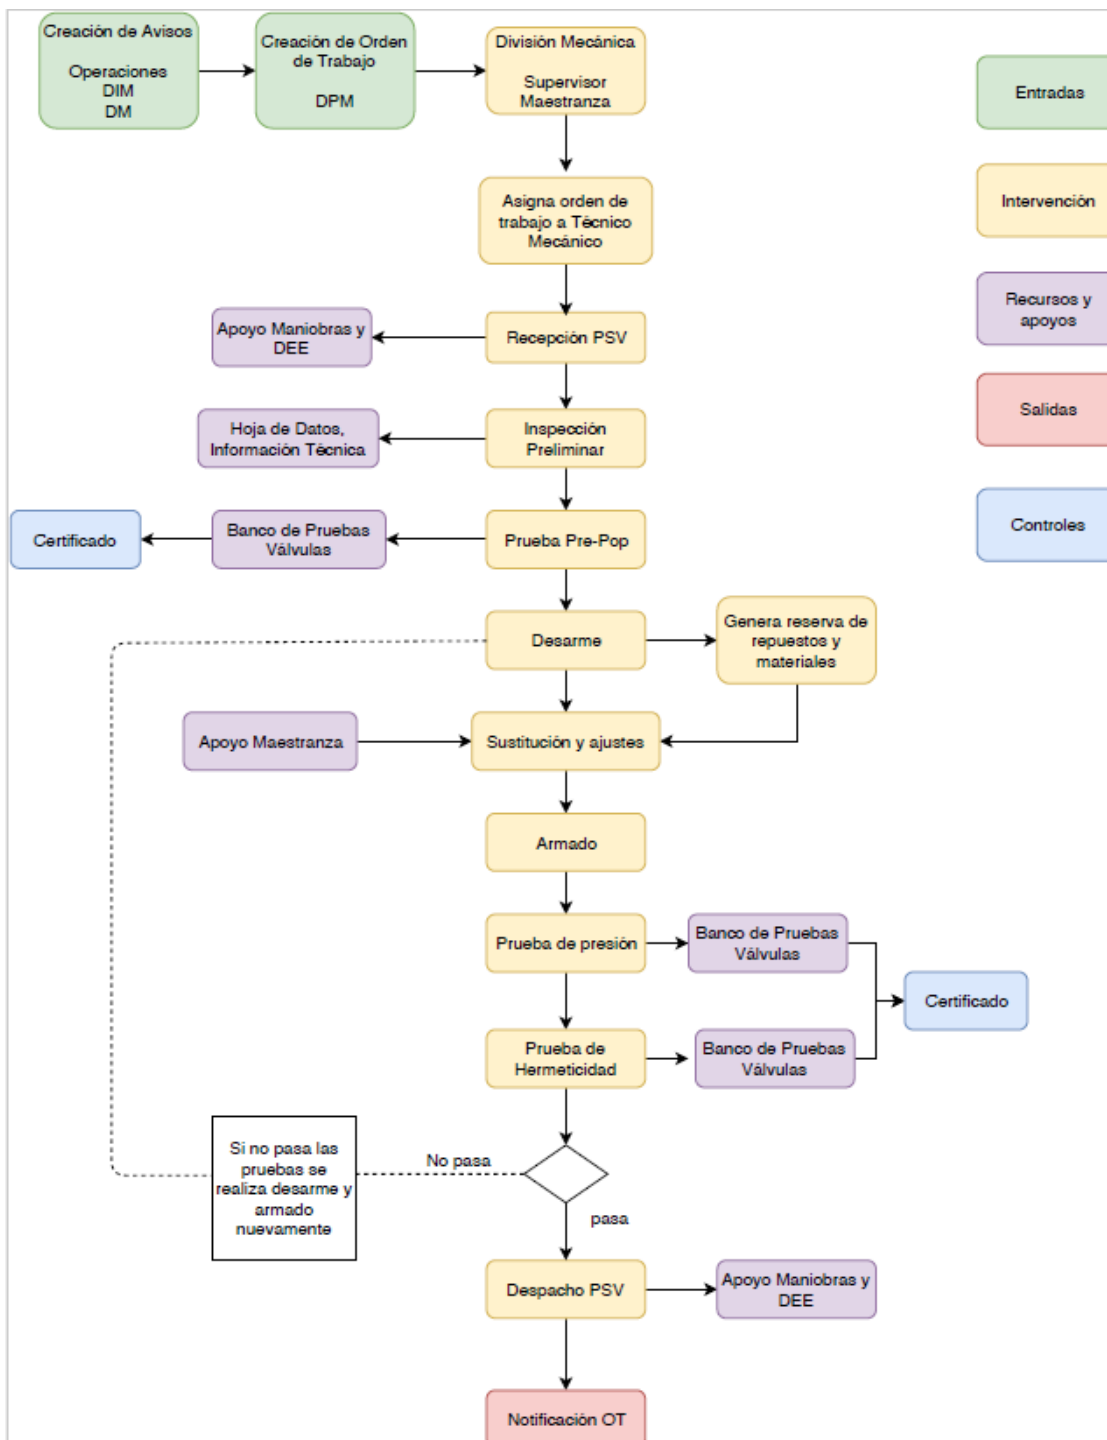 Creación de Avisos
Operaciones
DIM
DM
Creación de Orden
de Trabajo
DPM
División Mecánica
Supervisor
Maestranza
Entradas
Asigna orden de
trabajo a Técnico
Mecánico
Intervención
Apoyo Maniobras y
DEE
Recepción PSV
Recursos y
apoyos
Hoja de Datos,
Información Técnica
Inspección
Preliminar
Salidas
Certificado
Banco de Pruebas
Válvulas
Prueba Pre-Pop
Controles
Desarme
Genera reserva de
repuestos y
materiales
Apoyo Maestranza
Sustitución y ajustes
Armado
Prueba de presión
Banco de Pruebas
Válvulas
Certificado
Prueba de
Hermeticidad
Banco de Pruebas
Válvulas
Si no pasa las
pruebas se
realiza desarme y
armado
nuevamente
No pasa
pasa
Despacho PSV
Apoyo Maniobras y
DEE
Notificación OT